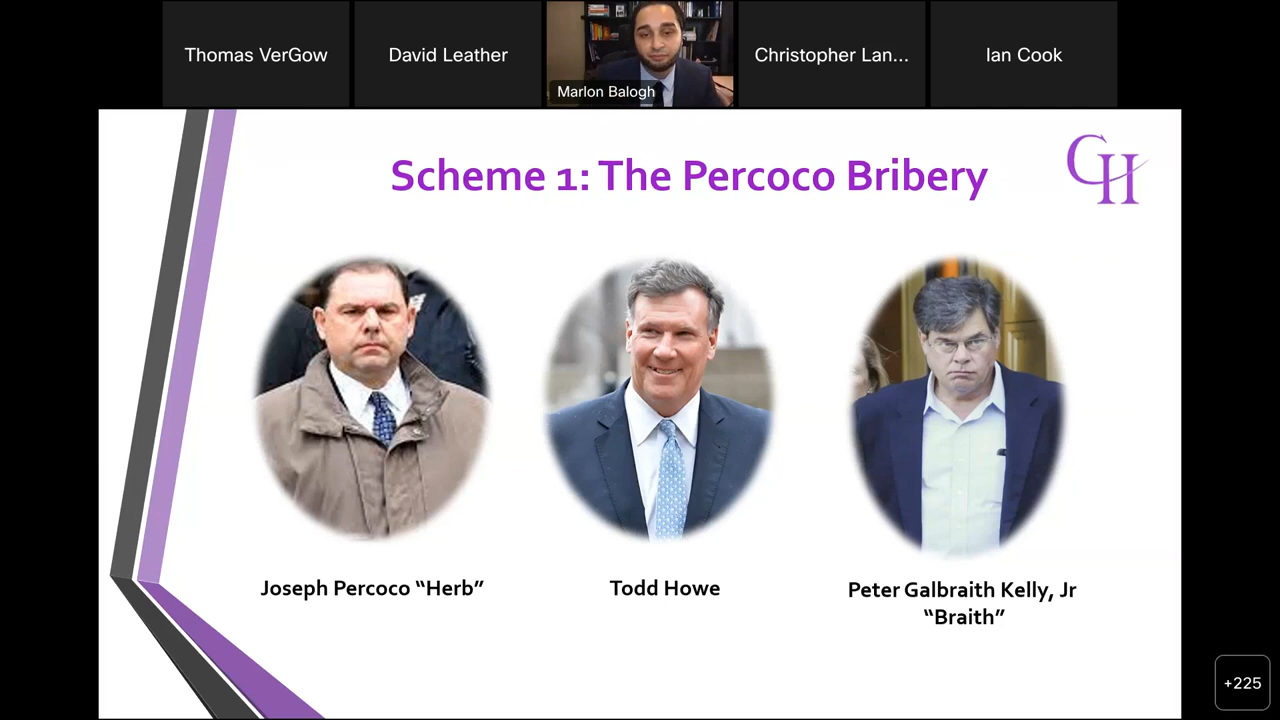 Thomas VerGow
David Leather
Marlon Balogh
Christopher Lan...
Ian Cook
Scheme 1: The Percoco Bribery
CH
Joseph Percoco “Herb”
Todd Howe
Peter Galbraith Kelly, Jr
“Braith”
+225